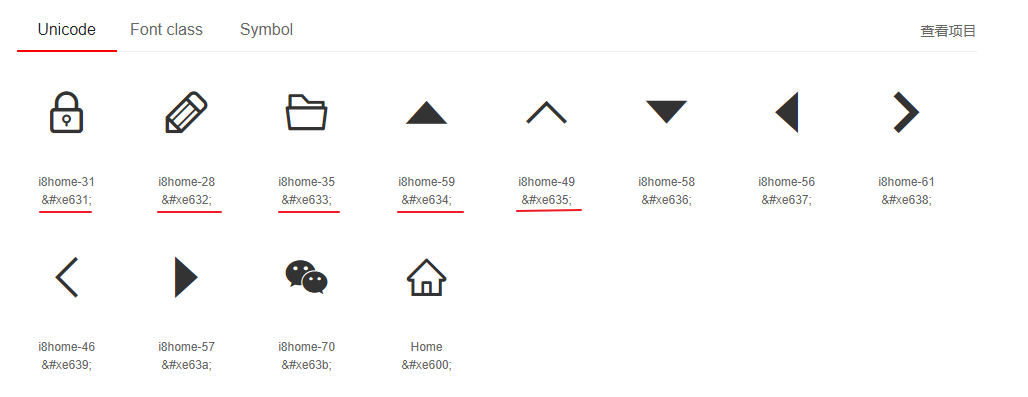 Unicode Font class Symbol 查看项目
i8home-31 i8home-28 i8home-35 i8home-59 i8home-49 i8home-58 i8home-56 i8home-61
&#xe631; &#xe632; &#xe633; &#xe634; &#xe635; &#xe636; &#xe637; &#xe638;
i8home-46 i8home-57 i8home-70 Home
&#xe639; &#xe63a; &#xe63b; &#xe600;